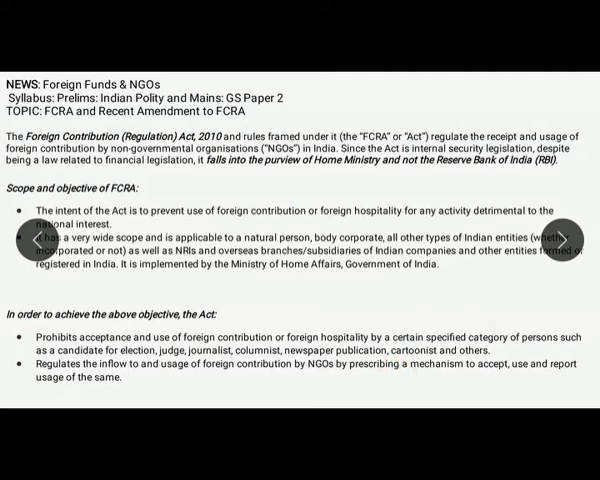 NEWS: Foreign Funds & NGOs
Syllabus: Prelims: Indian Polity and Mains: GS Paper 2
TOPIC: FCRA and Recent Amendment to FCRA
The Foreign Contribution (Regulation) Act, 2010 and rules framed under it (the "FCRA" or "Act") regulate the receipt and usage of
foreign contribution by non-governmental organisations ("NGOs") in India. Since the Act is internal security legislation, despite
being a law related to financial legislation, it falls into the purview of Home Ministry and not the Reserve Bank of India (RBI).
Scope and objective of FCRA:
• The intent of the Act is to prevent use of foreign contribution or foreign hospitality for any activity detrimental to the
national interest.
• It has a very wide scope and is applicable to a natural person, body corporate, all other types of Indian entities (whether
incorporated or not) as well as NRIs and overseas branches/subsidiaries of Indian companies and other entities formed or
registered in India. It is implemented by the Ministry of Home Affairs, Government of India.
In order to achieve the above objective, the Act:
• Prohibits acceptance and use of foreign contribution or foreign hospitality by a certain specified category of persons such
as a candidate for election, judge, journalist, columnist, newspaper publication, cartoonist and others.
• Regulates the inflow to and usage of foreign contribution by NGOs by prescribing a mechanism to accept, use and report
usage of the same.